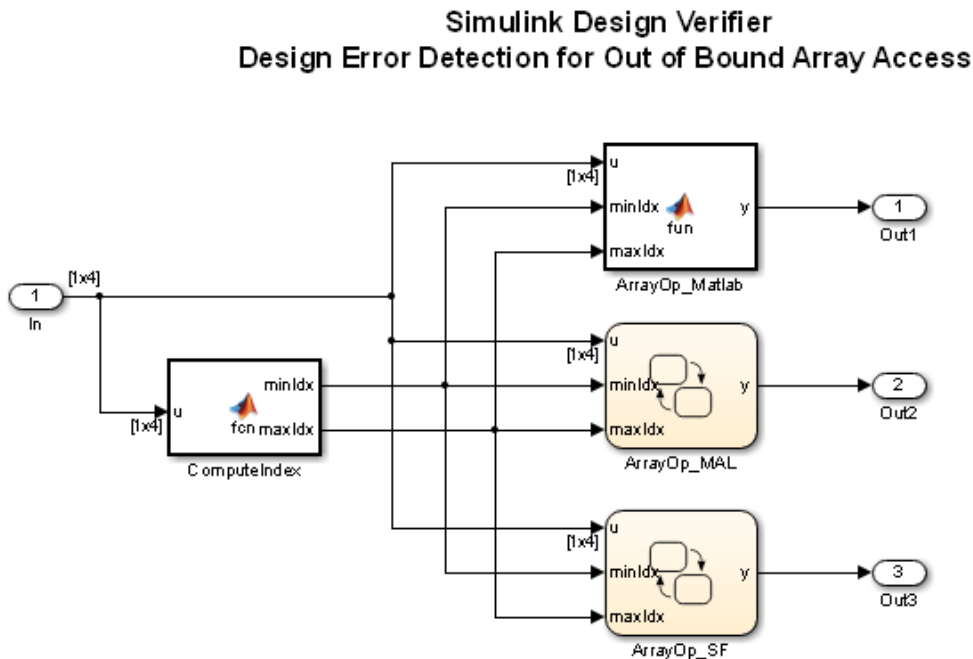 Simulink Design Verifier
Design Error Detection for Out of Bound Array Access
u
[1x4]
minIdx
fun
y
maxIdx
ArrayOp_Matlab
1
Out1
[1x4]
1
In
u
[1x4]
minIdx
fcn
maxIdx
ComputeIndex
u
[1x4]
minIdx
y
maxIdx
ArrayOp_MAL
2
Out2
u
[1x4]
minIdx
y
maxIdx
ArrayOp_SF
3
Out3